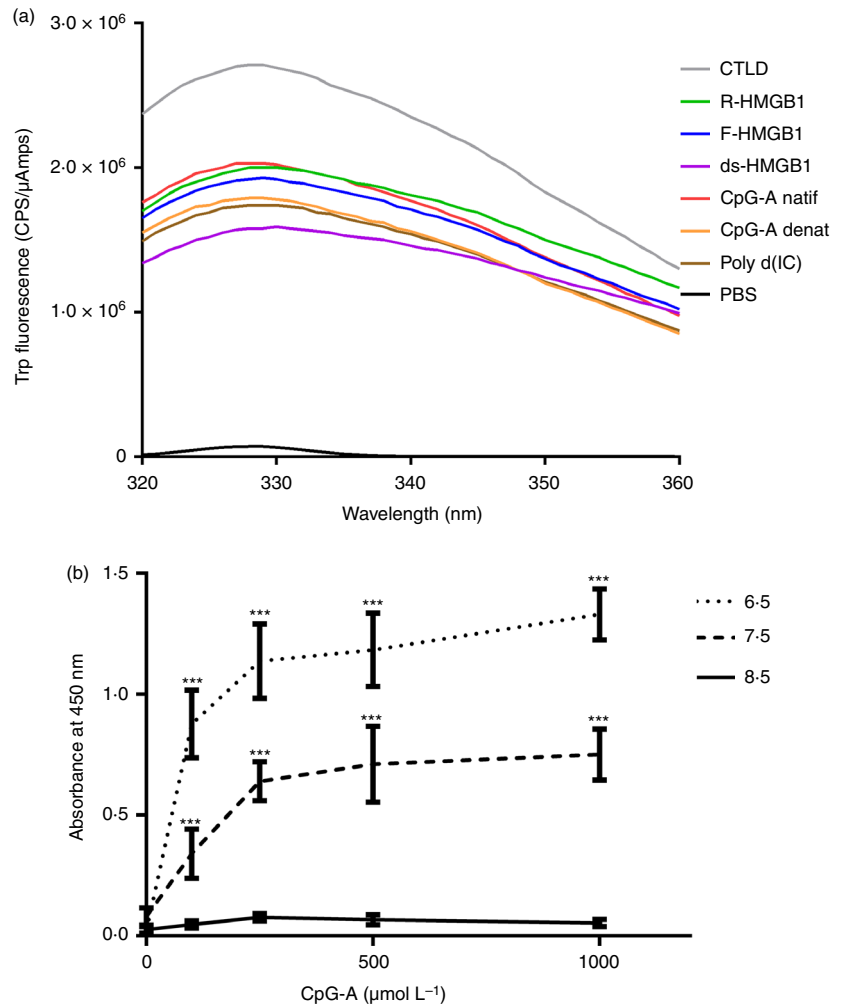 (a)
3·0 × 10⁶
2·0 × 10⁶
1·0 × 10⁶
0
Trp fluorescence (CPS/µAmps)
320
330
340
350
360
Wavelength (nm)
CTLD
R-HMGB1
F-HMGB1
ds-HMGB1
CpG-A natif
CpG-A denat
Poly d(IC)
PBS
(b)
1·5
1·0
0·5
0·0
Absorbance at 450 nm
***
***
***
***
***
***
***
***
0
500
1000
CpG-A (µmol L⁻¹)
6·5
7·5
8·5